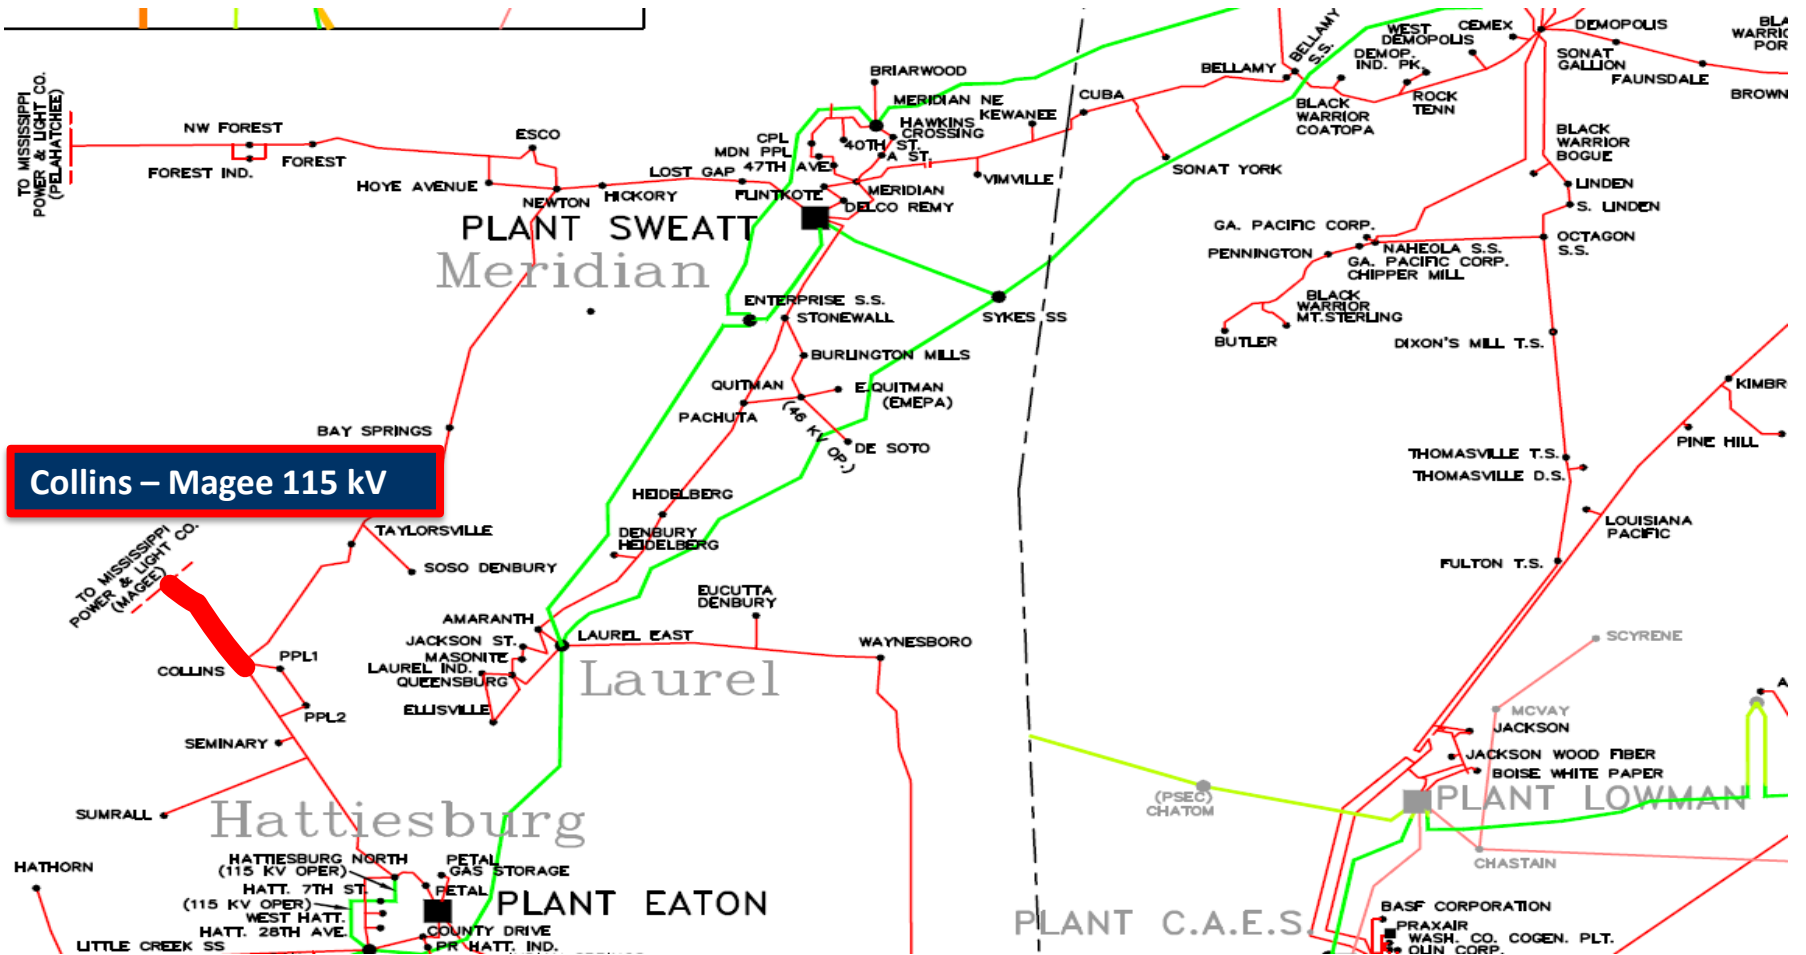 TO MISSISSIPPI
POWER & LIGHT CO.
(PELAHATCHEE)
NW FOREST
FOREST IND.
FOREST
ESCO
HOYE AVENUE
NEWTON
HICKORY
LOST GAP
BRIARWOOD
MERIDIAN NE
HAWKINS
CROSSING
KEWANEE
CPL
MDN PPL
47TH AVE
40TH ST.
A ST.
FLINTKOTE
MERIDIAN
DELCO REMY
VIMVILLE
CUBA
SONAT YORK
BELLAMY
BELLAMY
S.S.
WEST
DEMOPOLIS
CEMEX
DEMOPOLIS
DEMOP.
IND. PK.
SONAT
GALLION
FAUNSDALE
BLA
WARRIO
POR
BROWN
BLACK
WARRIOR
COATOPA
ROCK
TENN
BLACK
WARRIOR
BOGUE
LINDEN
S. LINDEN
OCTAGON
S.S.
GA. PACIFIC CORP.
PENNINGTON
NAHEOLA S.S.
GA. PACIFIC CORP.
CHIPPER MILL
BLACK
WARRIOR
MT.STERLING
BUTLER
DIXON'S MILL T.S.
PLANT SWEATT
Meridian
ENTERPRISE S.S.
STONEWALL
SYKES SS
BURLINGTON MILLS
QUITMAN
E.QUITMAN
(EMEPA)
PACHUTA
(46 KV OP.)
DE SOTO
KIMBR
PINE HILL
BAY SPRINGS
Collins – Magee 115 kV
THOMASVILLE T.S.
THOMASVILLE D.S.
LOUISIANA
PACIFIC
FULTON T.S.
HEIDELBERG
DENBURY
HEIDELBERG
TAYLORSVILLE
SOSO DENBURY
TO MISSISSIPPI
POWER & LIGHT CO.
(MAGEE)
EUCUTTA
DENBURY
AMARANTH
JACKSON ST.
MASONITE
LAUREL IND.
QUEENSBURG
LAUREL EAST
WAYNESBORO
Laurel
ELLISVILLE
SCYRENE
COLLINS
PPL1
PPL2
SEMINARY
SUMRALL
Hattiesburg
MCVAY
JACKSON
JACKSON WOOD FIBER
BOISE WHITE PAPER
A
(PSEC)
CHATOM
PLANT LOWMAN
CHASTAIN
HATHORN
HATTIESBURG NORTH
(115 KV OPER)
HATT. 7TH ST.
(115 KV OPER)
WEST HATT.
HATT. 28TH AVE.
LITTLE CREEK SS
PETAL
GAS STORAGE
PETAL
PLANT EATON
COUNTY DRIVE
PR HATT. IND.
PLANT C.A.E.S.
BASF CORPORATION
PRAXAIR
WASH. CO. COGEN. PLT.
OLIN CORP.